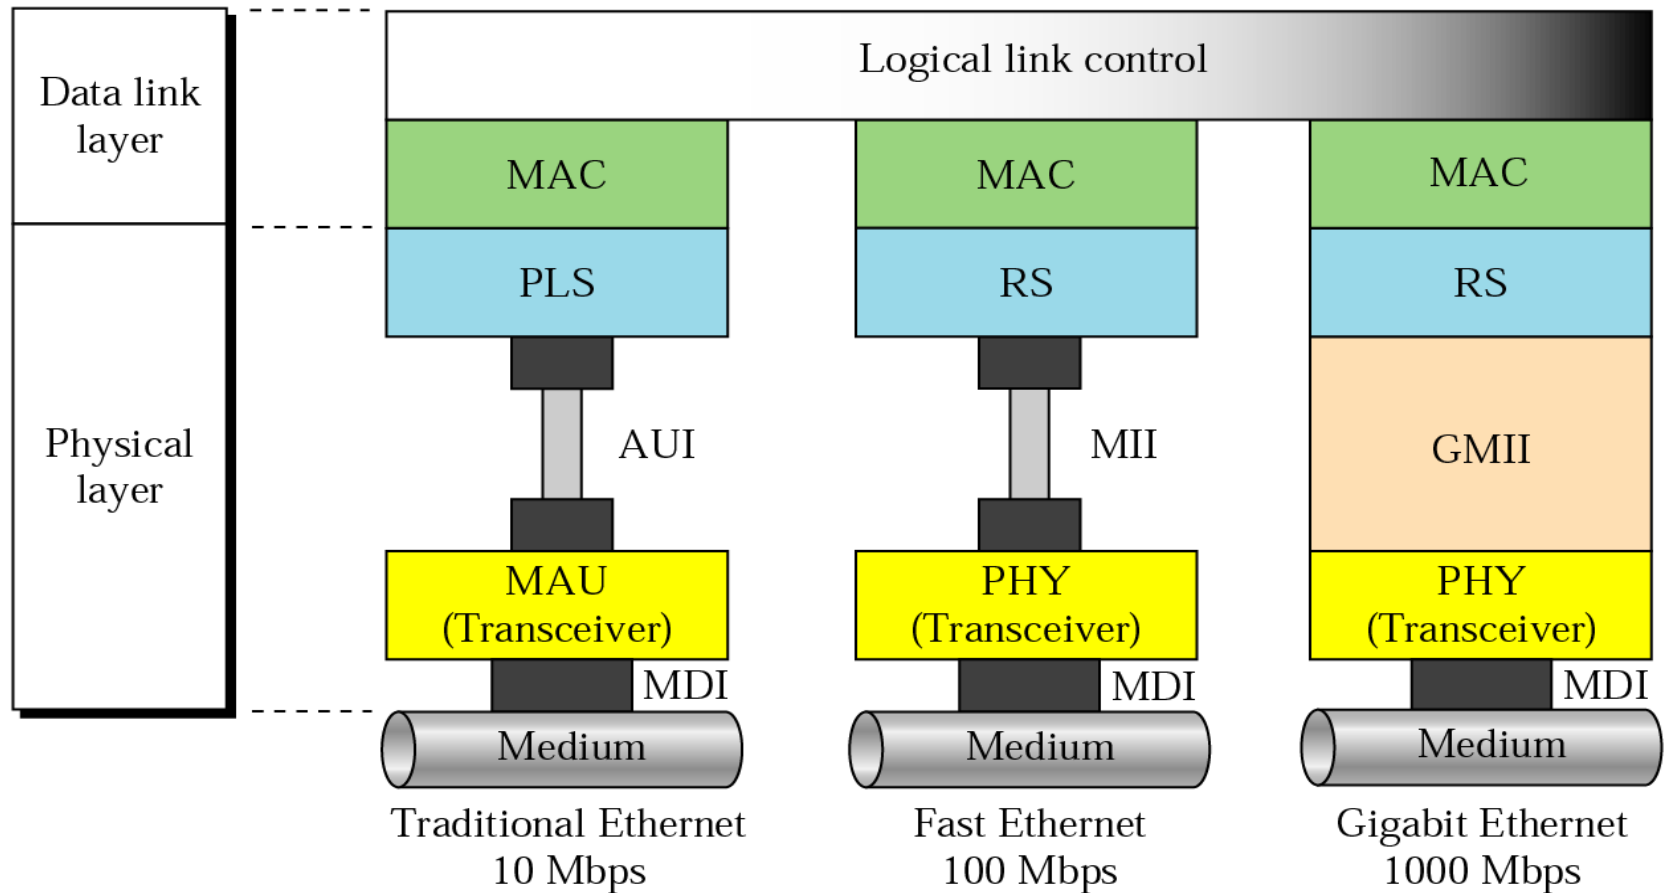 Data link
layer
Physical
layer
Logical link control
MAC
PLS
AUI
MAU
(Transceiver)
MDI
Medium
Traditional Ethernet
10 Mbps
MAC
RS
MII
PHY
(Transceiver)
MDI
Medium
Fast Ethernet
100 Mbps
MAC
RS
GMII
PHY
(Transceiver)
MDI
Medium
Gigabit Ethernet
1000 Mbps